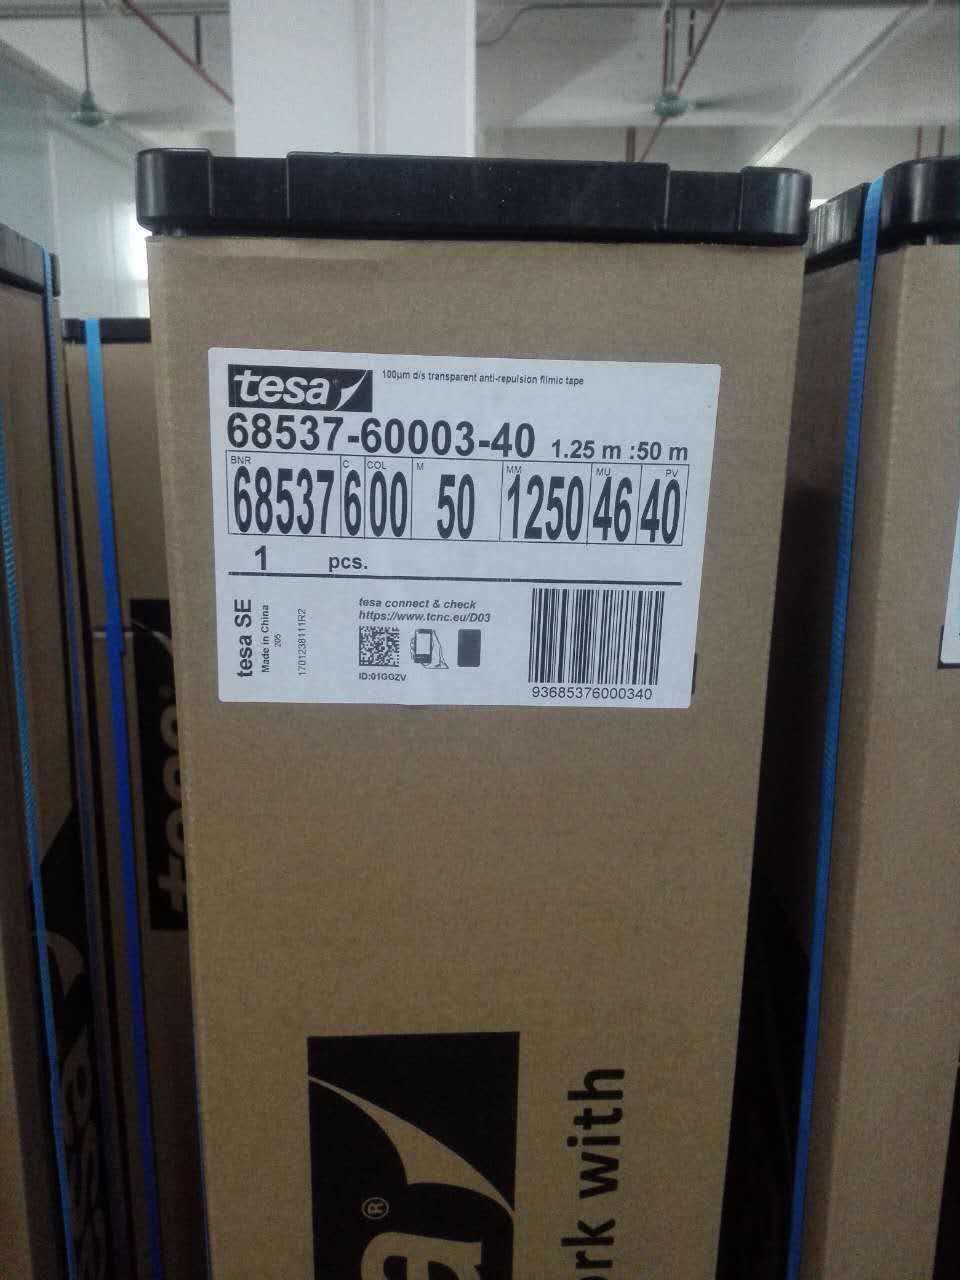 tesa
100µm d/s transparent anti-repulsion filmic tape
68537-60003-40 1.25 m :50 m
BNR C COL M MM MU PV
68537 6 00 50 1250 46 40
1 pcs.
tesa SE
Made in China
205
1701238111R2
tesa connect & check
https://www.tcnc.eu/D03
ID:01GGZV
93685376000340
®
ork with
tesa